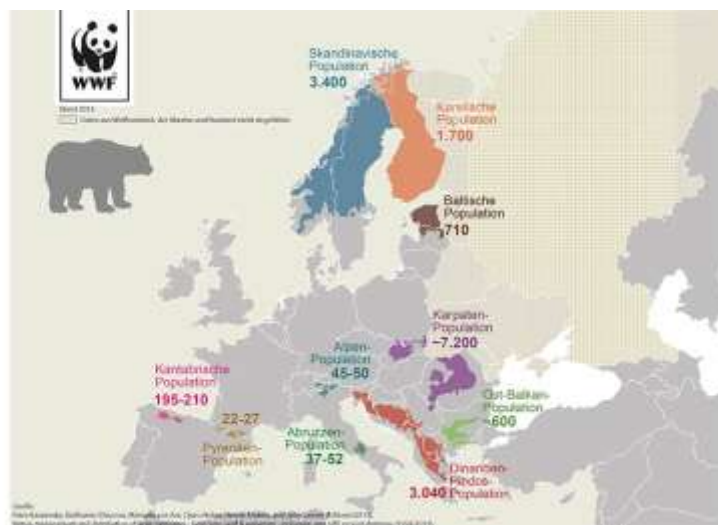 WWF
Skandinavische
Population
3.400
Karelische
Population
1.700
Baltische
Population
710
Karpaten-
Population
~7.200
Alpen-
Population
45-50
Kantabrische
Population
195-210
22-27
Pyrenäen-
Population
Abruzzen-
Population
37-52
Ost-Balkan-
Population
~600
Dinariden-
Pindos-
Population
3.040